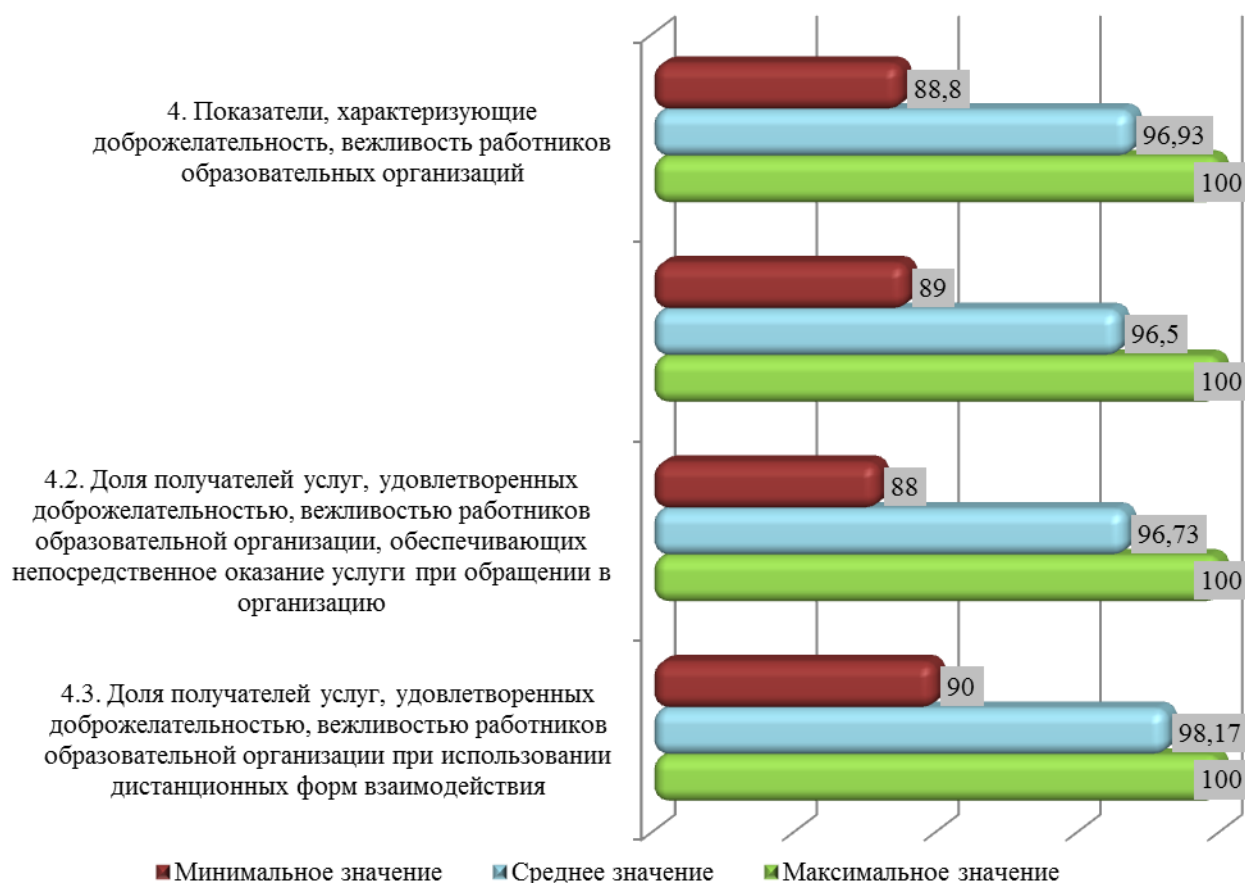 4. Показатели, характеризующие
доброжелательность, вежливость работников
образовательных организаций
88,8
96,93
100
89
96,5
100
4.2. Доля получателей услуг, удовлетворенных
доброжелательностью, вежливостью работников
образовательной организации, обеспечивающих
непосредственное оказание услуги при обращении в
организацию
88
96,73
100
4.3. Доля получателей услуг, удовлетворенных
доброжелательностью, вежливостью работников
образовательной организации при использовании
дистанционных форм взаимодействия
90
98,17
100
Минимальное значение
Среднее значение
Максимальное значение